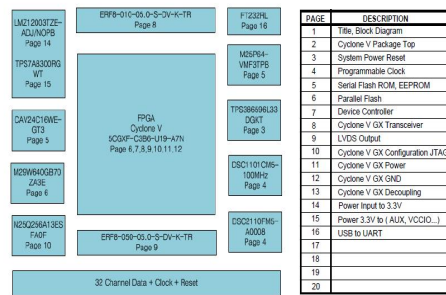 LMZ12003TZE-
ADJ/NOPB
Page 14
TPS7A8300RG
WT
Page 15
CAV24C16WE-
GT3
Page 5
M29W640GB70
ZA3E
Page 6
N25Q256A13ES
FA0F
Page 10
ERF8-010-05.0-S-DV-K-TR
Page 8
FPGA
Cyclone V
5CGXF-C3B6-U19-A7N
Page 6,7,8,9,10,11,12
ERF8-050-05.0-S-DV-K-TR
Page 9
FT232HL
Page 16
M25P64-
VMF3TPB
Page 5
TPS386596L33
DGKT
Page 3
DSC1101CM5-
100MHz
Page 4
DSC2110FM5-
A0008
Page 4
32 Channel Data + Clock + Reset
PAGE DESCRIPTION
1 Title, Block Diagram
2 Cyclone V Package Top
3 System Power Reset
4 Programmable Clock
5 Serial Flash ROM, EEPROM
6 Parallel Flash
7 Device Controller
8 Cyclone V GX Transceiver
9 LVDS Output
10 Cyclone V GX Configuration JTAG
11 Cyclone V GX Power
12 Cyclone V GX GND
13 Cyclone V GX Decoupling
14 Power Input to 3.3V
15 Power 3.3V to ( AUX, VCCIO...)
16 USB to UART
17
18
19
20